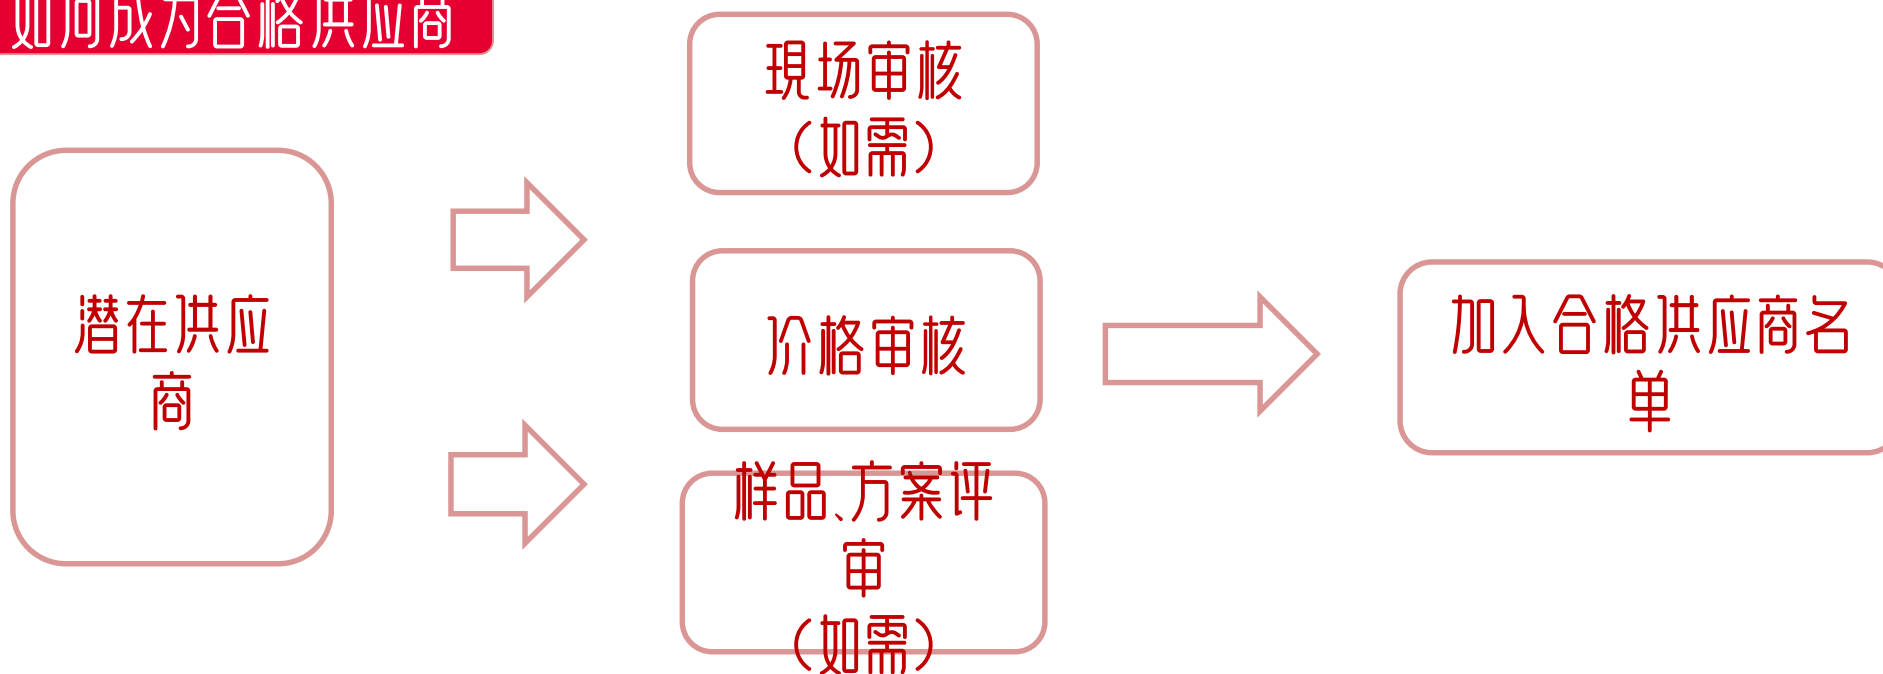 如何成为合格供应商
现场审核
（如需）
潜在供应
商
价格审核
加入合格供应商名
单
样品、方案评
审
（如需）